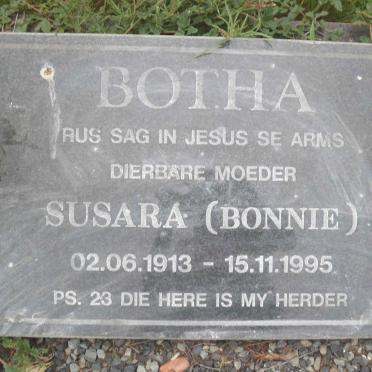 BOTHA
RUS SAG IN JESUS SE ARMS
DIERBARE MOEDER
SUSARA (BONNIE)
02.06.1913 - 15.11.1995
PS. 23 DIE HERE IS MY HERDER